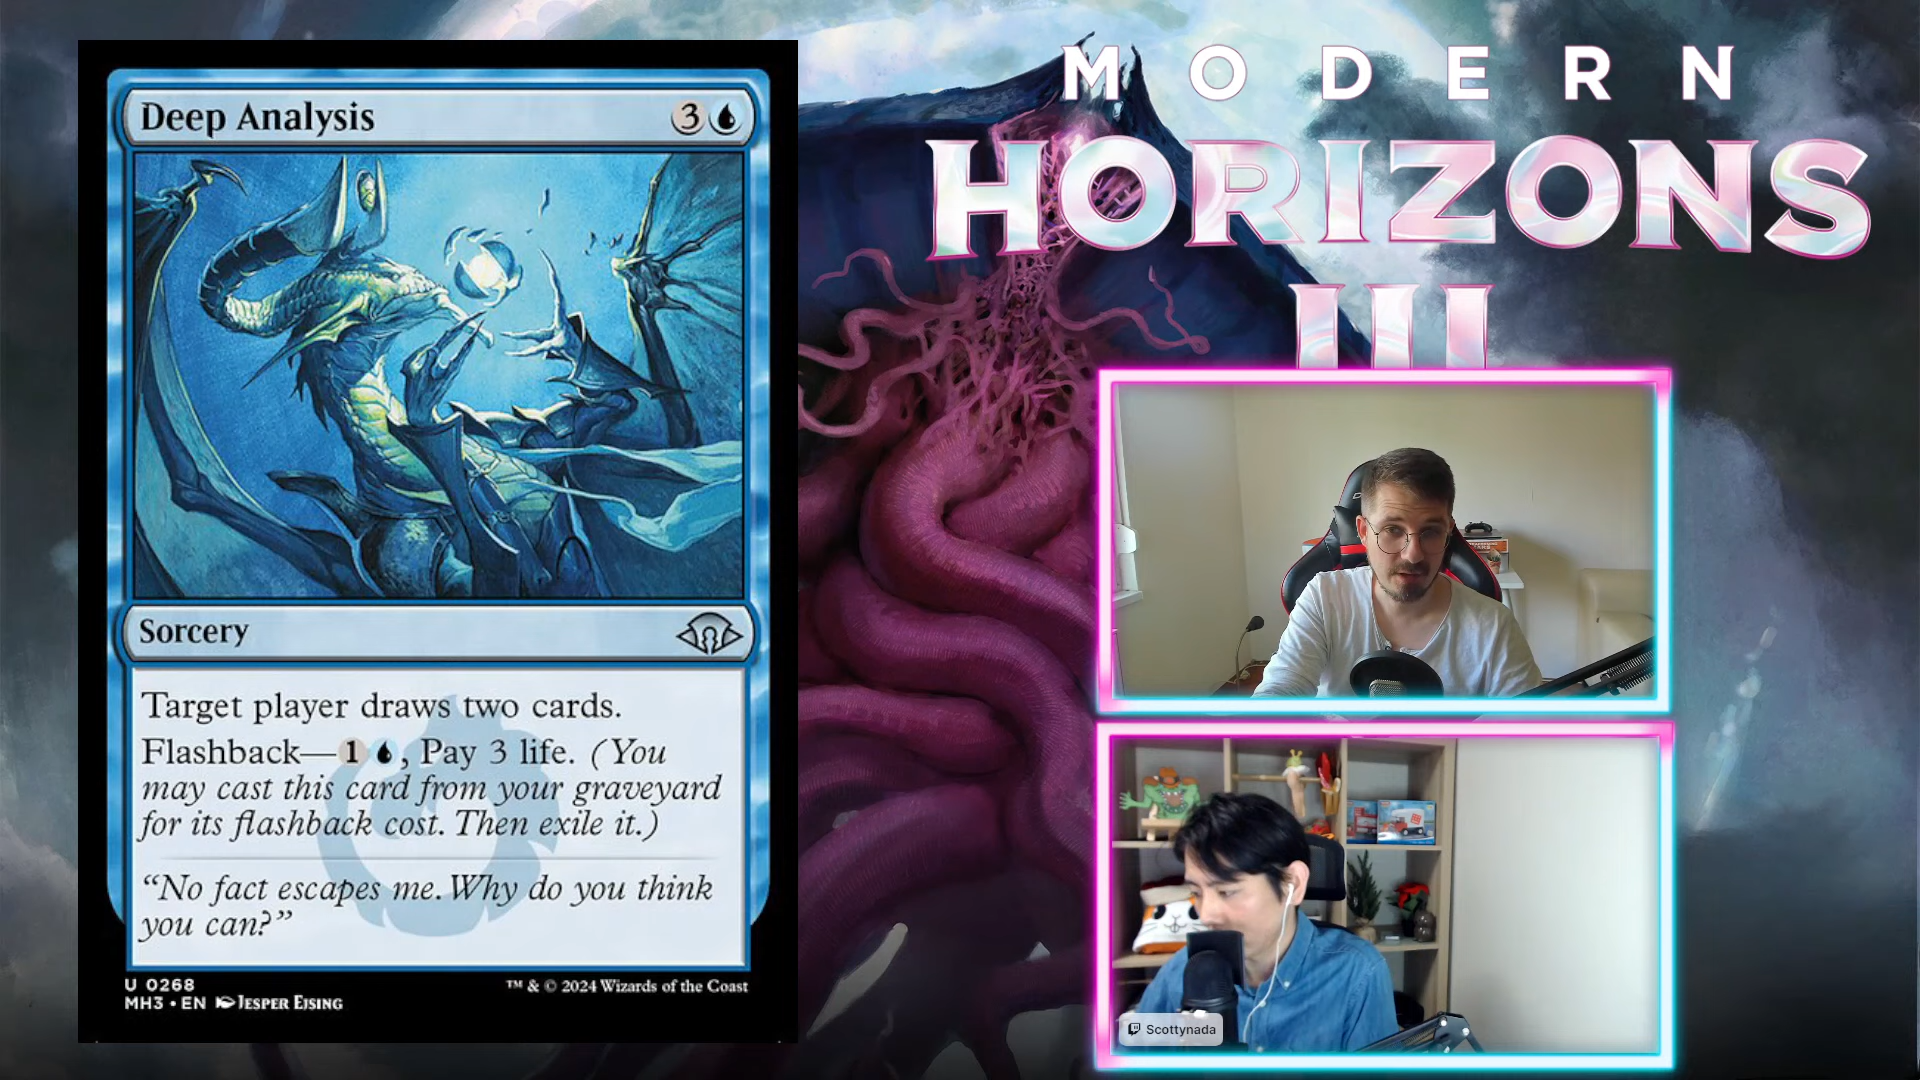 Deep Analysis 3
Sorcery
Target player draws two cards.
Flashback—1, Pay 3 life. (You
may cast this card from your graveyard
for its flashback cost. Then exile it.)
“No fact escapes me. Why do you think
you can?”
U 0268
MH3 • EN JESPER EJSING
™ & © 2024 Wizards of the Coast
MODERN
HORIZONS
III
Scottynada